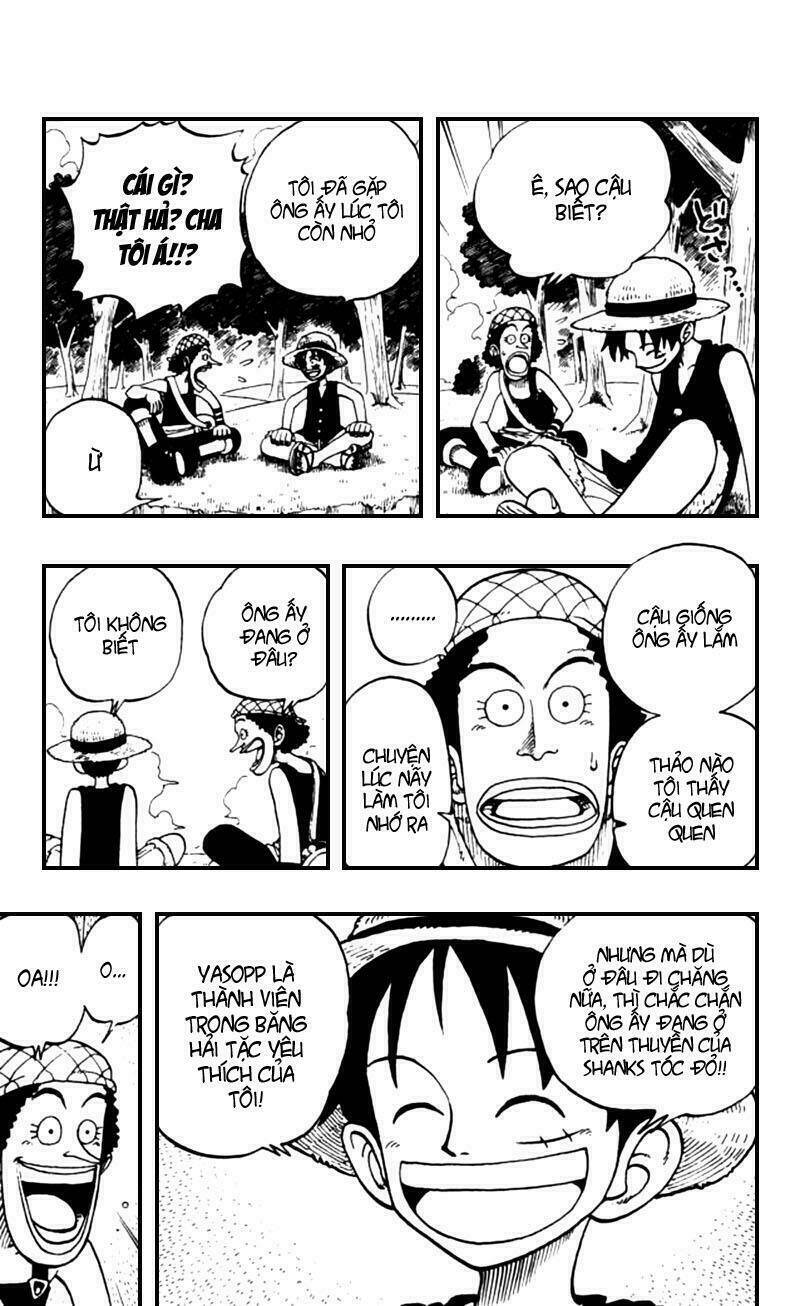 Ê, SAO CẬU
BIẾT?
どさっ…
TÔI ĐÃ GẶP
ÔNG ẤY LÚC TÔI
CÒN NHỎ
CÁI GÌ?
THẬT HẢ? CHA
TÔI Á!!?
Ừ
CẬU GIỐNG
ÔNG ẤY LẮM
THẢO NÀO
TÔI THẤY
CẬU QUEN
QUEN
.........
CHUYỆN
LÚC NÃY
LÀM TÔI
NHỚ RA
ÔNG ẤY
ĐANG Ở
ĐÂU?
TÔI KHÔNG
BIẾT
NHƯNG MÀ DÙ
Ở ĐÂU ĐI CHĂNG
NỮA, THÌ CHẮC CHẮN
ÔNG ẤY ĐANG Ở
TRÊN THUYỀN CỦA
SHANKS TÓC ĐỎ!!
YASOPP LÀ
THÀNH VIÊN
TRONG BĂNG
HẢI TẶC YÊU
THÍCH CỦA
TÔI!
O...
OA!!!